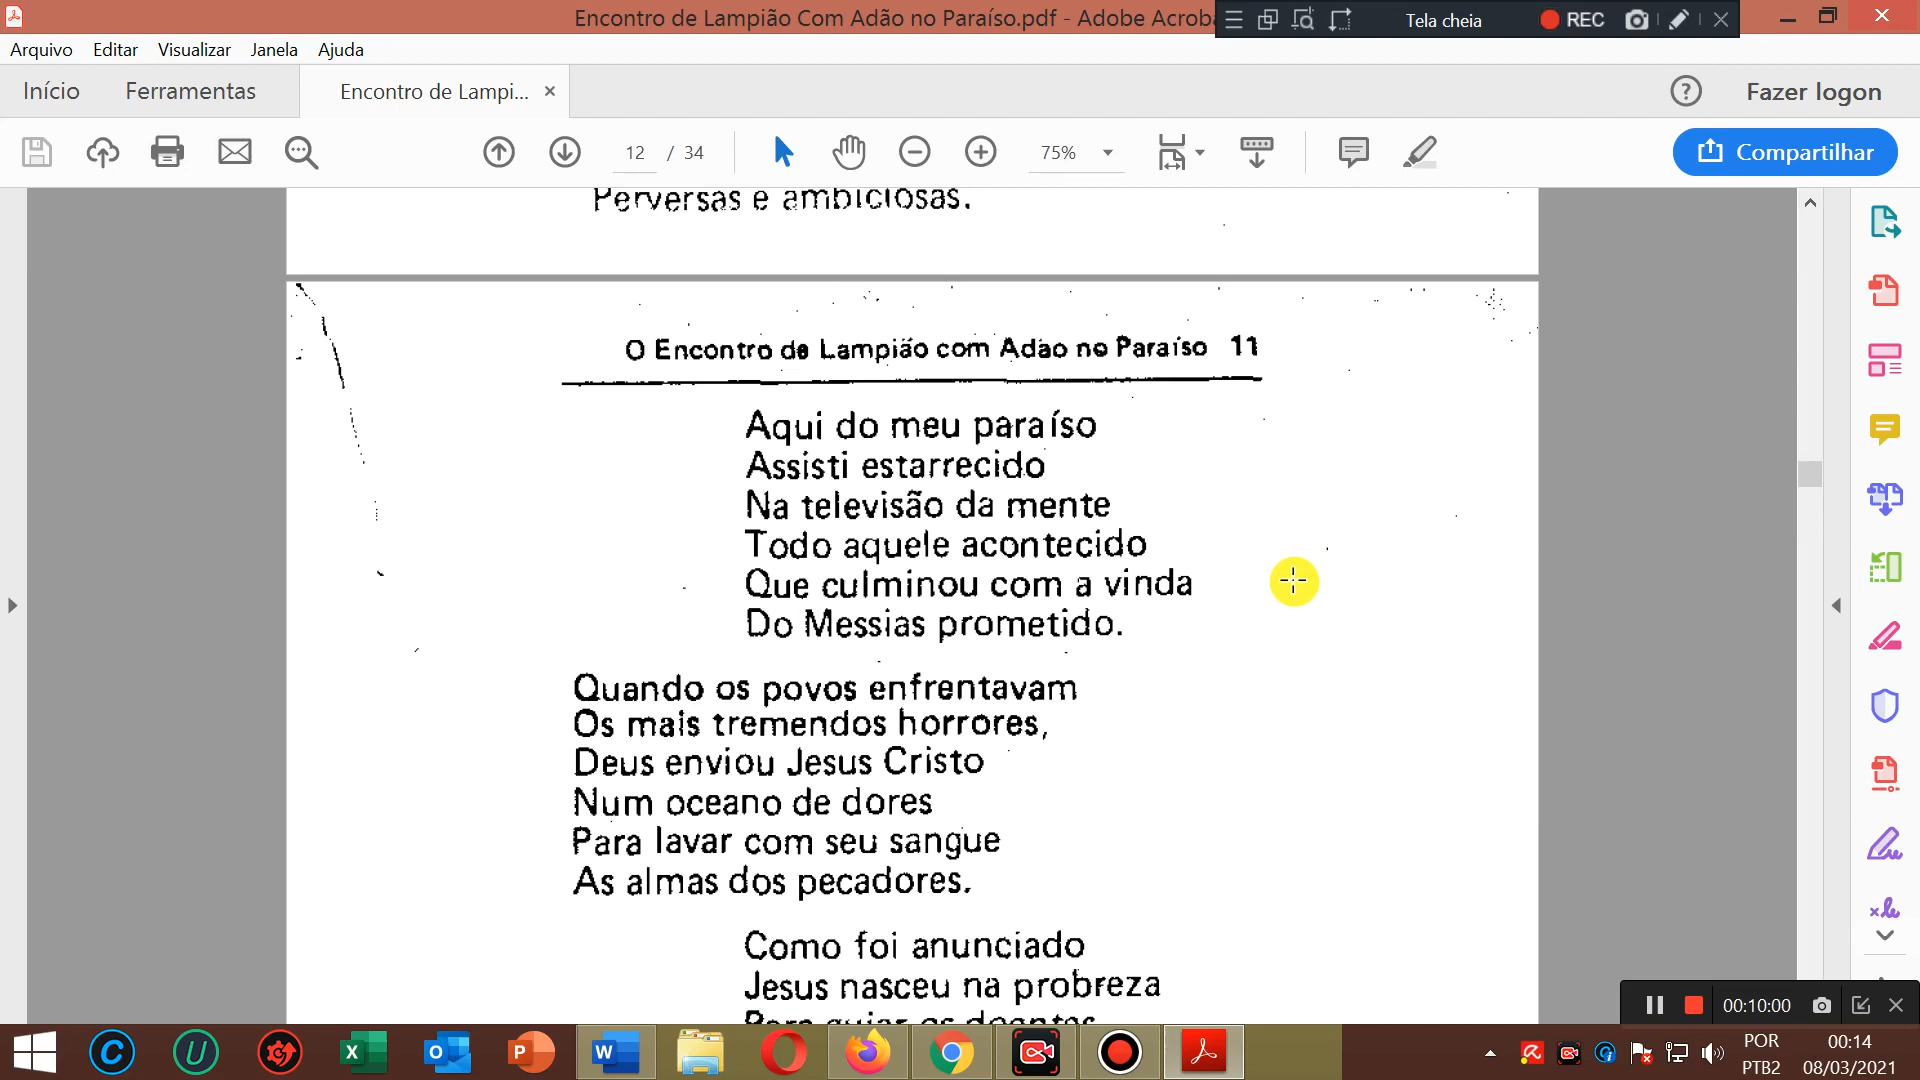 Encontro de Lampião Com Adão no Paraíso.pdf - Adobe Acroba
Tela cheia
REC
Arquivo Editar Visualizar Janela Ajuda
Início Ferramentas Encontro de Lampi... Fazer logon
12 / 34 75% Compartilhar
Perversas e ambiciosas.
O Encontro de Lampião com Adao no Paraíso 11
Aqui do meu paraíso
Assisti estarrecido
Na televisão da mente
Todo aquele acontecido
Que culminou com a vinda
Do Messias prometido.
Quando os povos enfrentavam
Os mais tremendos horrores,
Deus enviou Jesus Cristo
Num oceano de dores
Para lavar com seu sangue
As almas dos pecadores.
Como foi anunciado
Jesus nasceu na probreza
Para guiar os doentes
00:10:00
POR 00:14
PTB2 08/03/2021